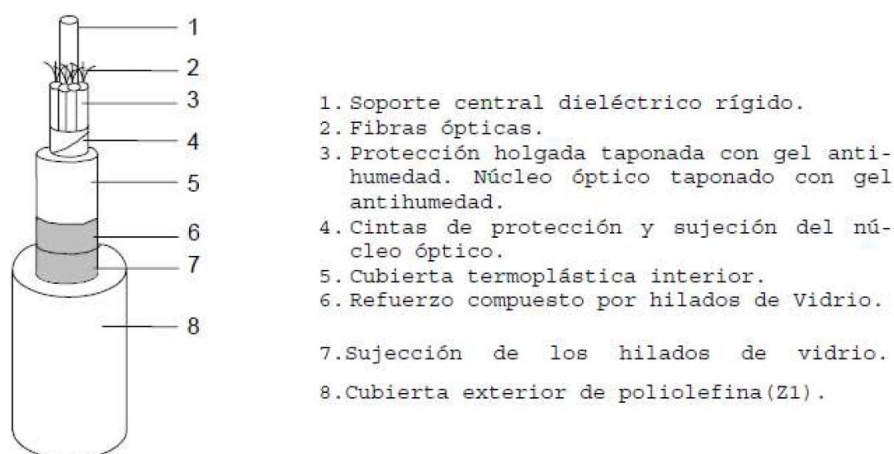 1
2
3
4
5
6
7
8
1. Soporte central dieléctrico rígido.
2. Fibras ópticas.
3. Protección holgada taponada con gel anti-
humedad. Núcleo óptico taponado con gel
antihumedad.
4. Cintas de protección y sujeción del nú-
cleo óptico.
5. Cubierta termoplástica interior.
6. Refuerzo compuesto por hilados de Vidrio.
7.Sujección de los hilados de vidrio.
8.Cubierta exterior de poliolefina(Z1).